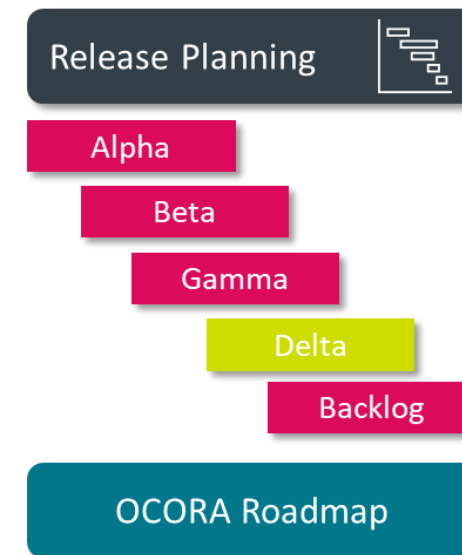 Release Planning
Alpha
Beta
Gamma
Delta
Backlog
OCORA Roadmap